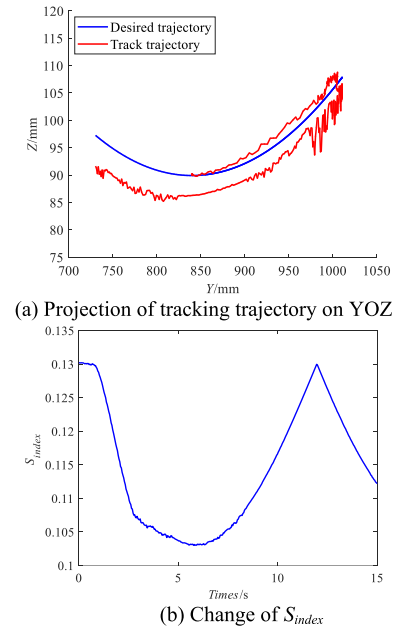 120
115
110
105
100
95
90
85
80
75
Z/mm
Desired trajectory
Track trajectory
700 750 800 850 900 950 1000 1050
Y/mm
(a) Projection of tracking trajectory on YOZ
0.135
0.13
0.125
0.12
0.115
0.11
0.105
0.1
S_index
0 5 10 15
Times/s
(b) Change of S_index